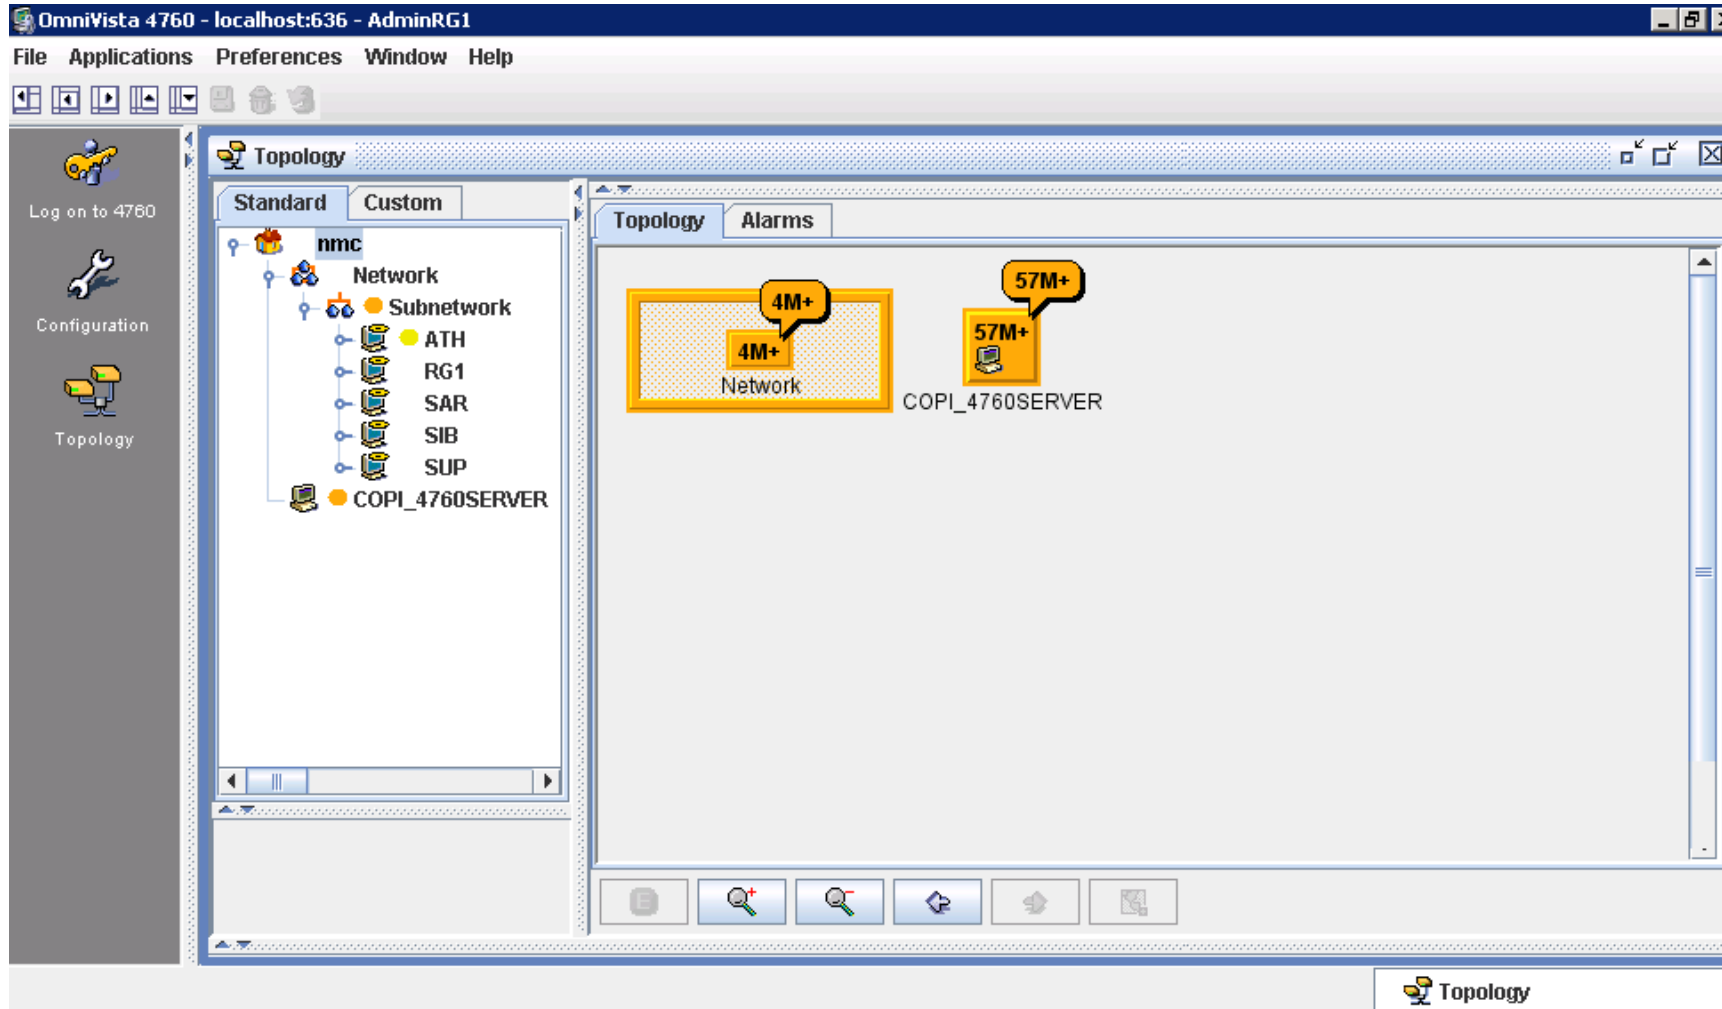 OmniVista 4760 - localhost:636 - AdminRG1
File Applications Preferences Window Help
Log on to 4760
Configuration
Topology
Topology
Standard Custom
nmc
Network
Subnetwork
ATH
RG1
SAR
SIB
SUP
COPI_4760SERVER
Topology Alarms
4M+
4M+
Network
57M+
57M+
COPI_4760SERVER
Topology